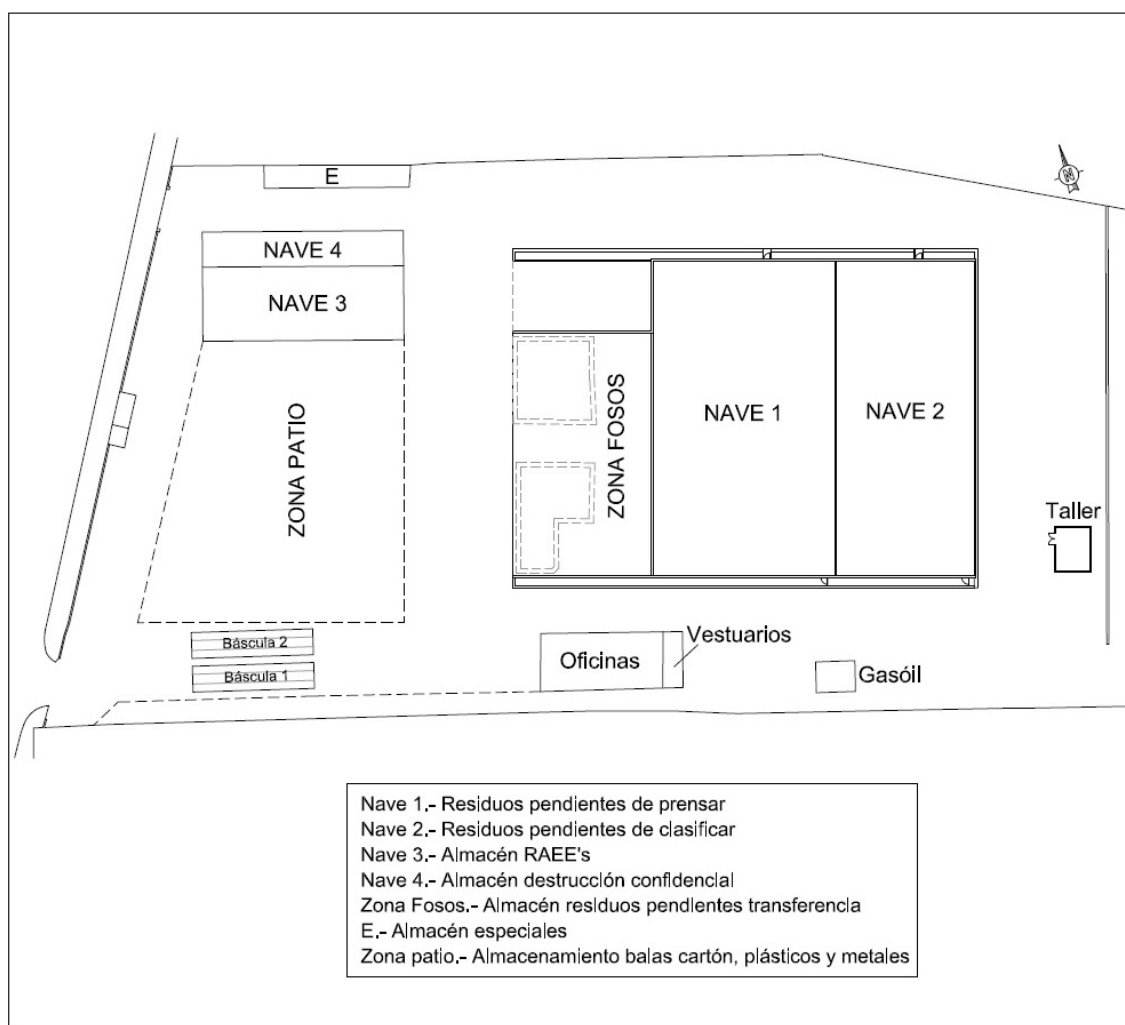 E
N
NAVE 4
NAVE 3
ZONA PATIO
ZONA FOSOS
NAVE 1
NAVE 2
Taller
Báscula 2
Báscula 1
Oficinas
Vestuarios
Gasóil
Nave 1.- Residuos pendientes de prensar
Nave 2.- Residuos pendientes de clasificar
Nave 3.- Almacén RAEE's
Nave 4.- Almacén destrucción confidencial
Zona Fosos.- Almacén residuos pendientes transferencia
E.- Almacén especiales
Zona patio.- Almacenamiento balas cartón, plásticos y metales